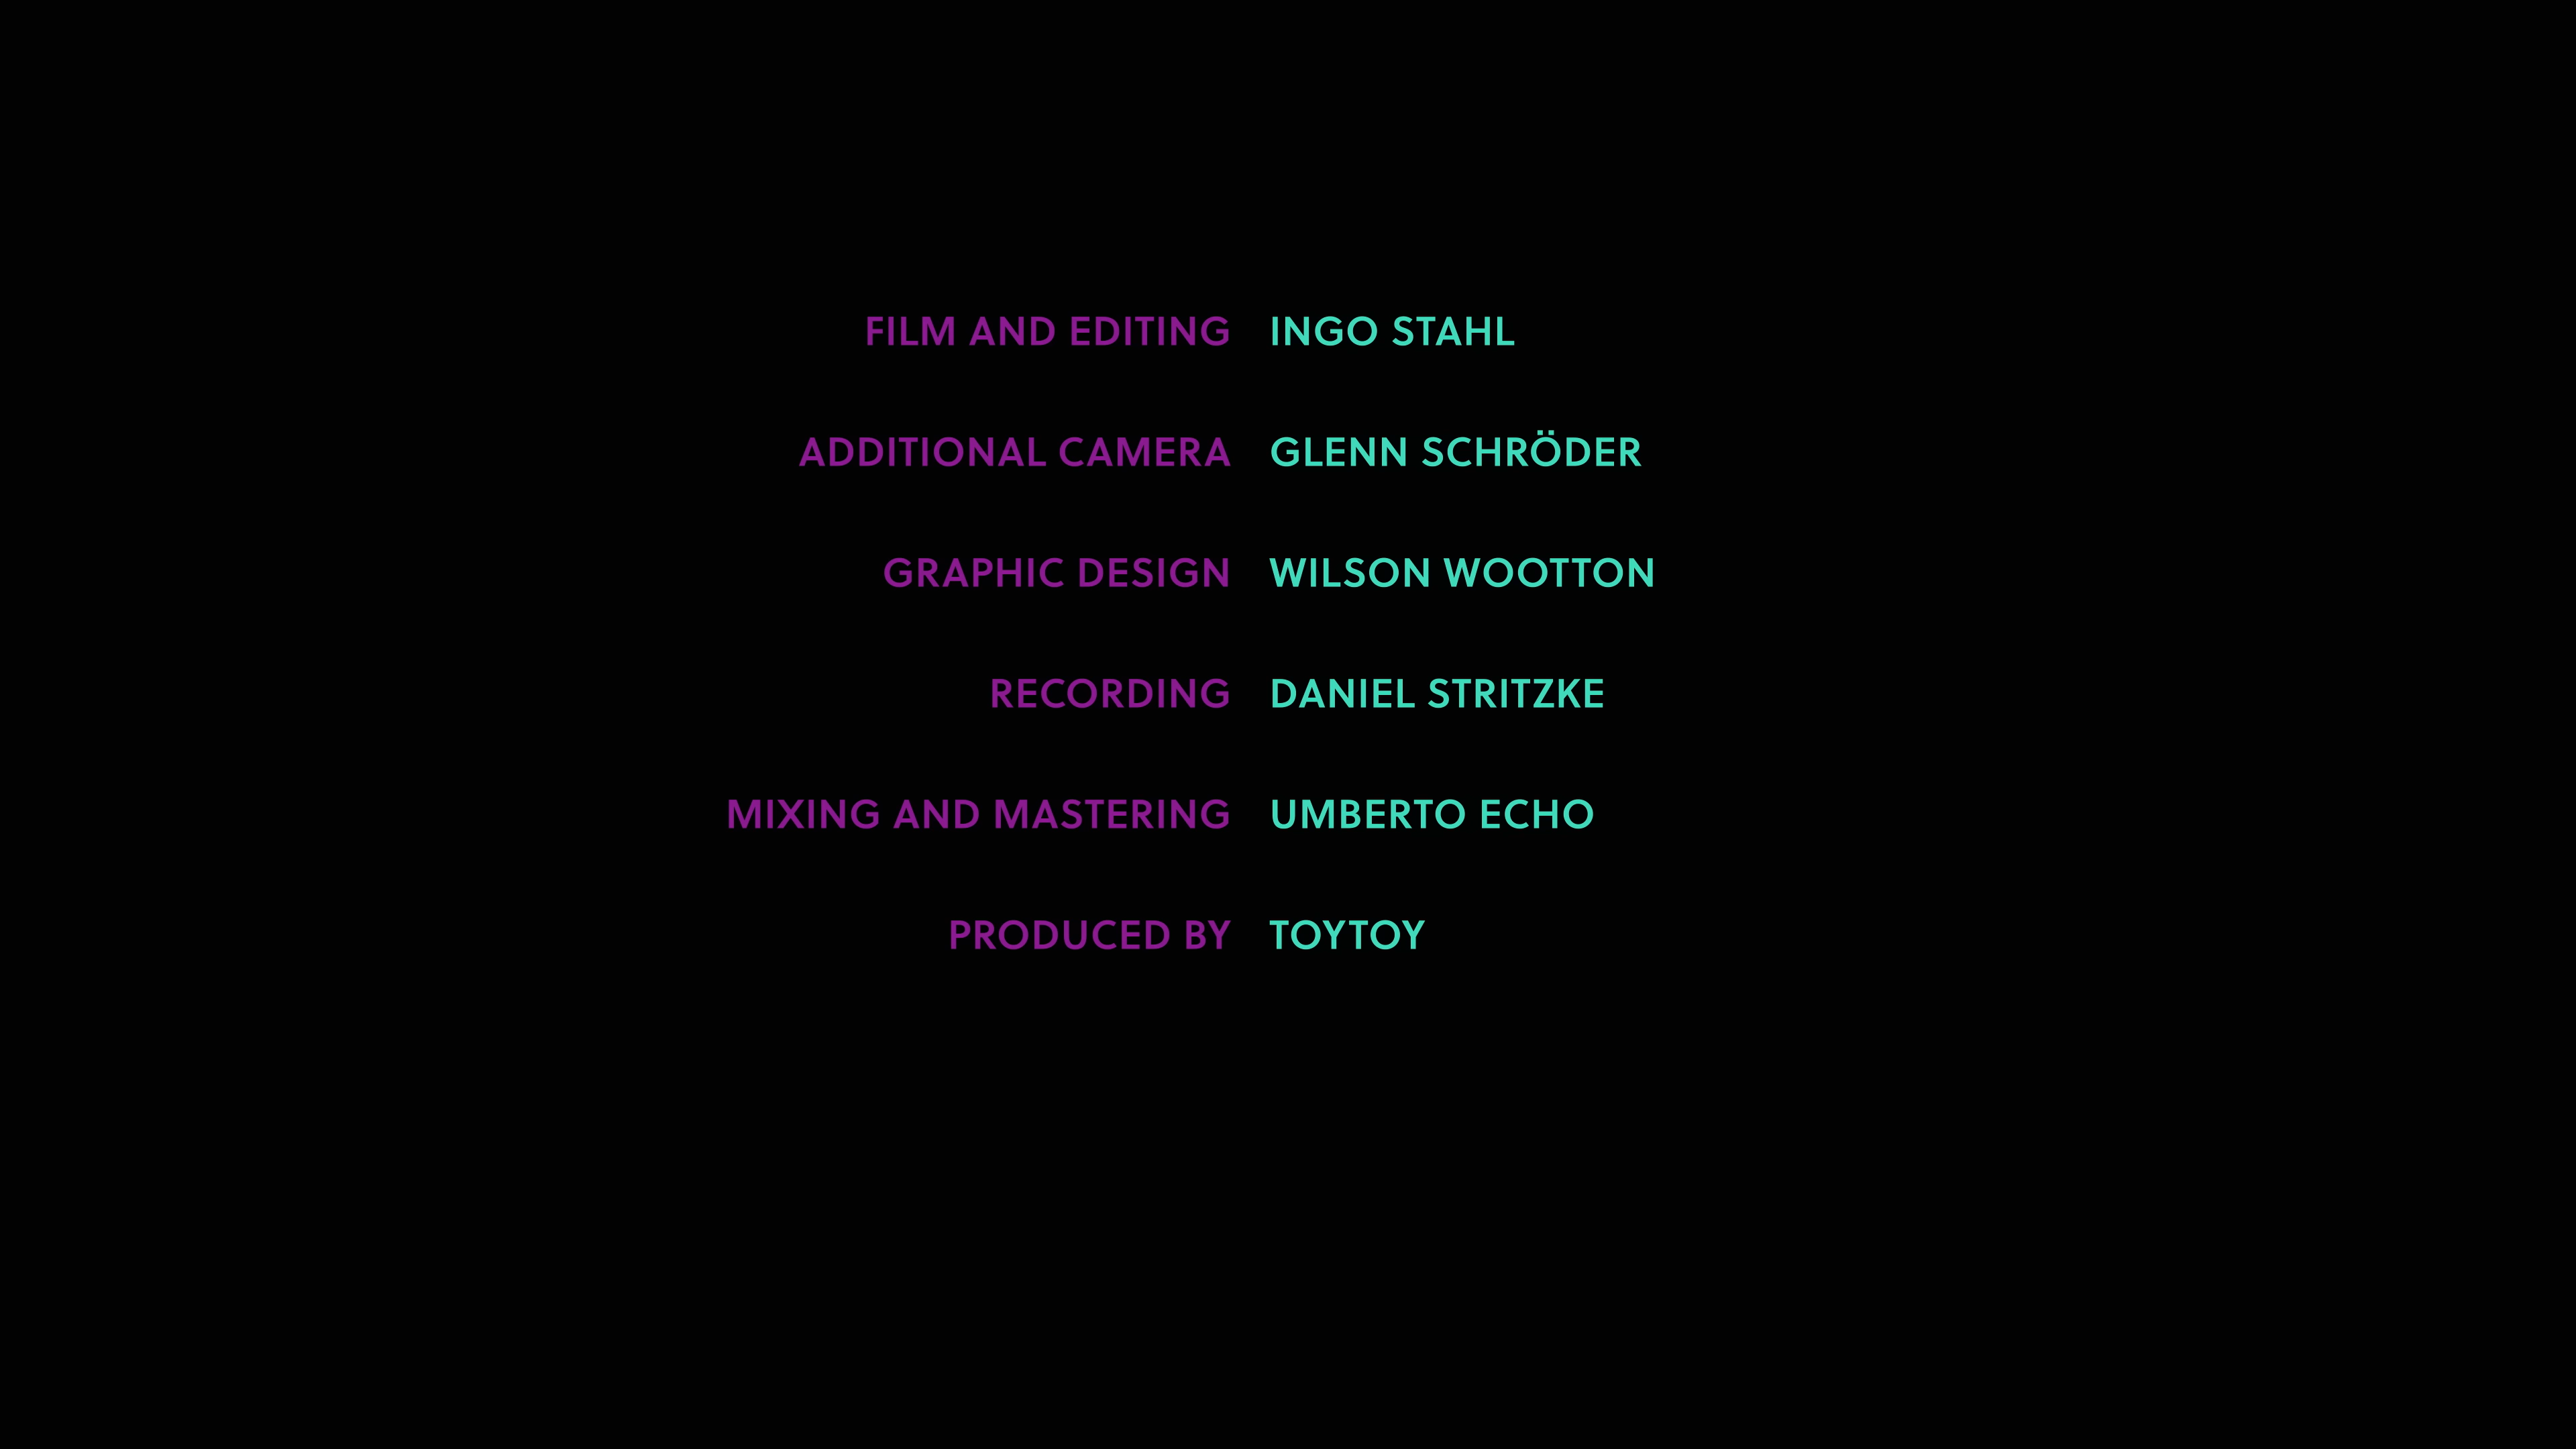 FILM AND EDITING INGO STAHL
ADDITIONAL CAMERA GLENN SCHRÖDER
GRAPHIC DESIGN WILSON WOOTTON
RECORDING DANIEL STRITZKE
MIXING AND MASTERING UMBERTO ECHO
PRODUCED BY TOYTOY